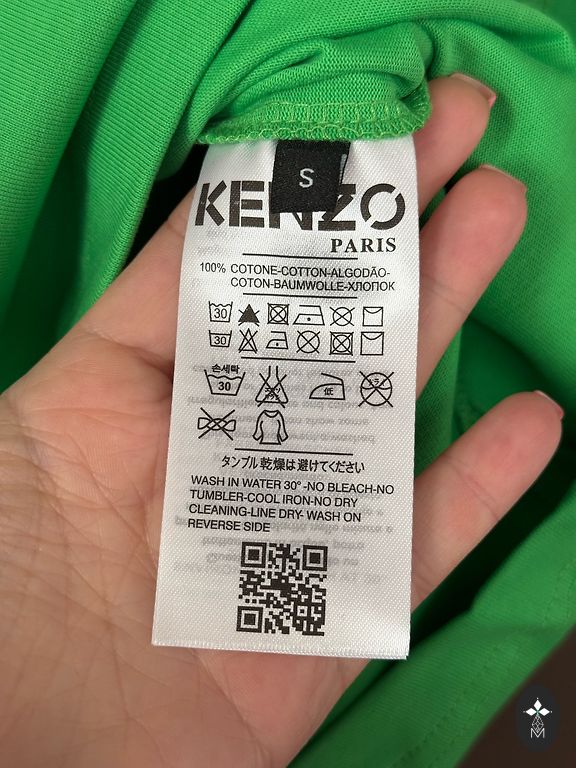 S
KENZO
PARIS
100% COTONE-COTTON-ALGODÃO-
COTON-BAUMWOLLE-ХЛОПОК
30
30
손세탁
30
低
タンブル乾燥は避けてください
WASH IN WATER 30° -NO BLEACH-NO
TUMBLER-COOL IRON-NO DRY
CLEANING-LINE DRY- WASH ON
REVERSE SIDE
M